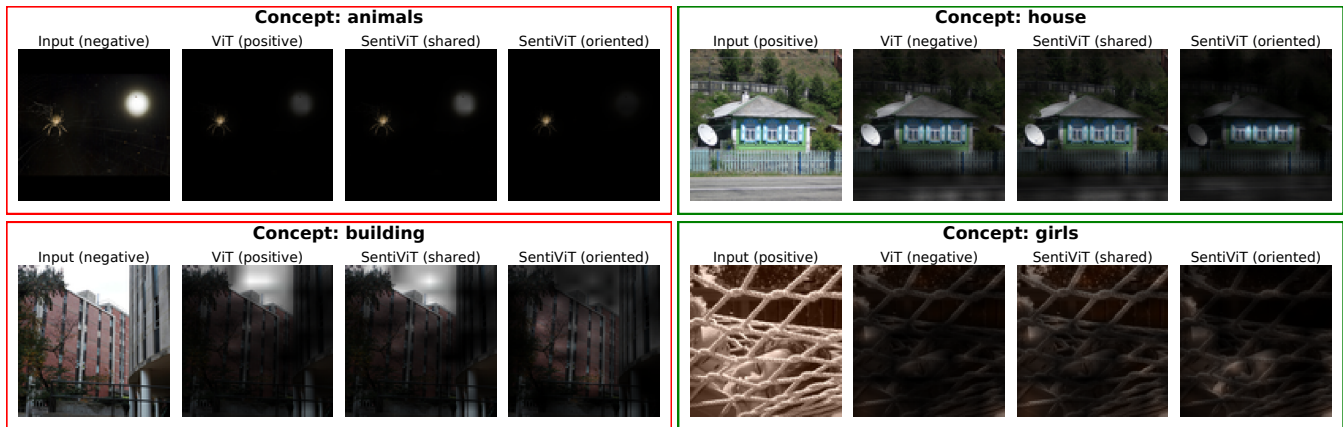 Concept: animals
Input (negative) ViT (positive) SentiViT (shared) SentiViT (oriented)
Concept: house
Input (positive) ViT (negative) SentiViT (shared) SentiViT (oriented)
Concept: building
Input (negative) ViT (positive) SentiViT (shared) SentiViT (oriented)
Concept: girls
Input (positive) ViT (negative) SentiViT (shared) SentiViT (oriented)